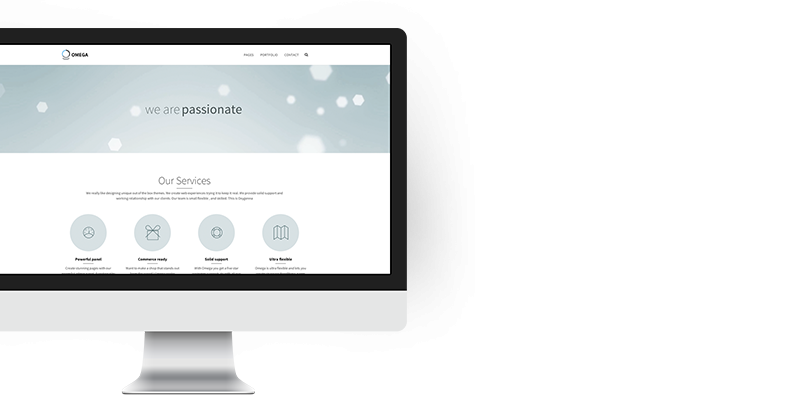 OMEGA
PAGES PORTFOLIO CONTACT
we are passionate
Our Services
We really like designing unique out of the box themes. We create web experiences styling it to keep it real. We provide solid support and
working relationship with our clients. Our team is small flexible , and skilled. This is Oxygenna.
Powerful panel Commerce ready Solid support Ultra flexible
Create stunning pages with our Want to make a shop that stands out With Omega you get a five star Omega is ultra flexible and lets you